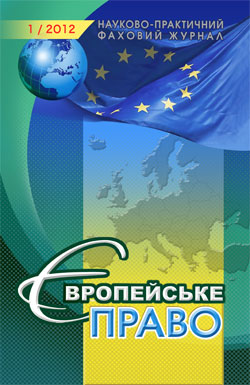 1 / 2012
НАУКОВО-ПРАКТИЧНИЙ
ФАХОВИЙ ЖУРНАЛ
ЄВРОПЕЙСЬКЕ
ПРАВО